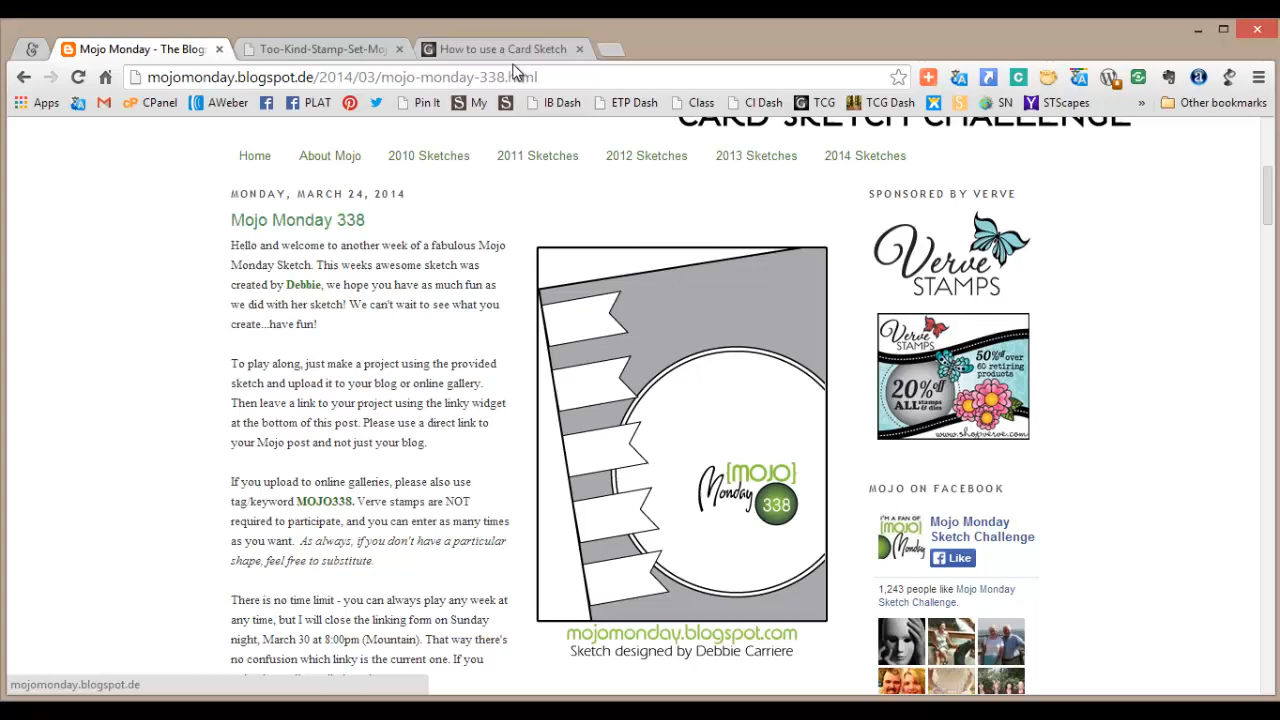 Mojo Monday - The Blog:
Too-Kind-Stamp-Set-Moj
How to use a Card Sketch
mojomonday.blogspot.de/2014/03/mojo-monday-338.html
Apps
CPanel
AWeber
PLAT
Pin It
My
IB Dash
ETP Dash
Class
CI Dash
TCG
TCG Dash
SN
STScapes
»
Other bookmarks
CARD SKETCH CHALLENGE
Home
About Mojo
2010 Sketches
2011 Sketches
2012 Sketches
2013 Sketches
2014 Sketches
MONDAY, MARCH 24, 2014
Mojo Monday 338
Hello and welcome to another week of a fabulous Mojo
Monday Sketch. This weeks awesome sketch was
created by Debbie, we hope you have as much fun as
we did with her sketch! We can't wait to see what you
create...have fun!
To play along, just make a project using the provided
sketch and upload it to your blog or online gallery.
Then leave a link to your project using the linky widget
at the bottom of this post. Please use a direct link to
your Mojo post and not just your blog.
If you upload to online galleries, please also use
tag/keyword MOJO338. Verve stamps are NOT
required to participate, and you can enter as many times
as you want. As always, if you don't have a particular
shape, feel free to substitute.
There is no time limit - you can always play any week at
any time, but I will close the linking form on Sunday
night, March 30 at 8:00pm (Mountain). That way there's
no confusion which linky is the current one. If you
{MOJO}
Monday
338
mojomonday.blogspot.com
Sketch designed by Debbie Carriere
SPONSORED BY VERVE
Verve
STAMPS
Verve
STAMPS
50% off
over
60 retiring
products
20% off
ALL stamps
& dies
www.shopverve.com
MOJO ON FACEBOOK
I'M A FAN OF
{MOJO}
Monday
Mojo Monday
Sketch Challenge
Like
1,243 people like Mojo Monday
Sketch Challenge.
mojomonday.blogspot.de